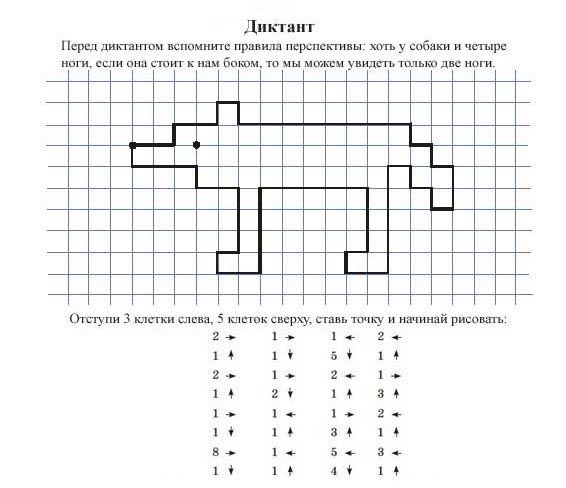 Диктант
Перед диктантом вспомните правила перспективы: хоть у собаки и четыре
ноги, если она стоит к нам боком, то мы можем увидеть только две ноги.
Отступи 3 клетки слева, 5 клеток сверху, ставь точку и начинай рисовать:
2 → 1 → 1 ← 2 ←
1 ↑ 1 ↓ 5 ↓ 1 ↑
2 → 1 → 2 ← 1 →
1 ↑ 2 ↓ 1 ↑ 3 ↑
1 → 1 ← 1 → 2 ←
1 ↓ 1 ↑ 3 ↑ 1 ↑
8 → 1 ← 5 ← 3 ←
1 ↓ 1 ↑ 4 ↓ 1 ↑